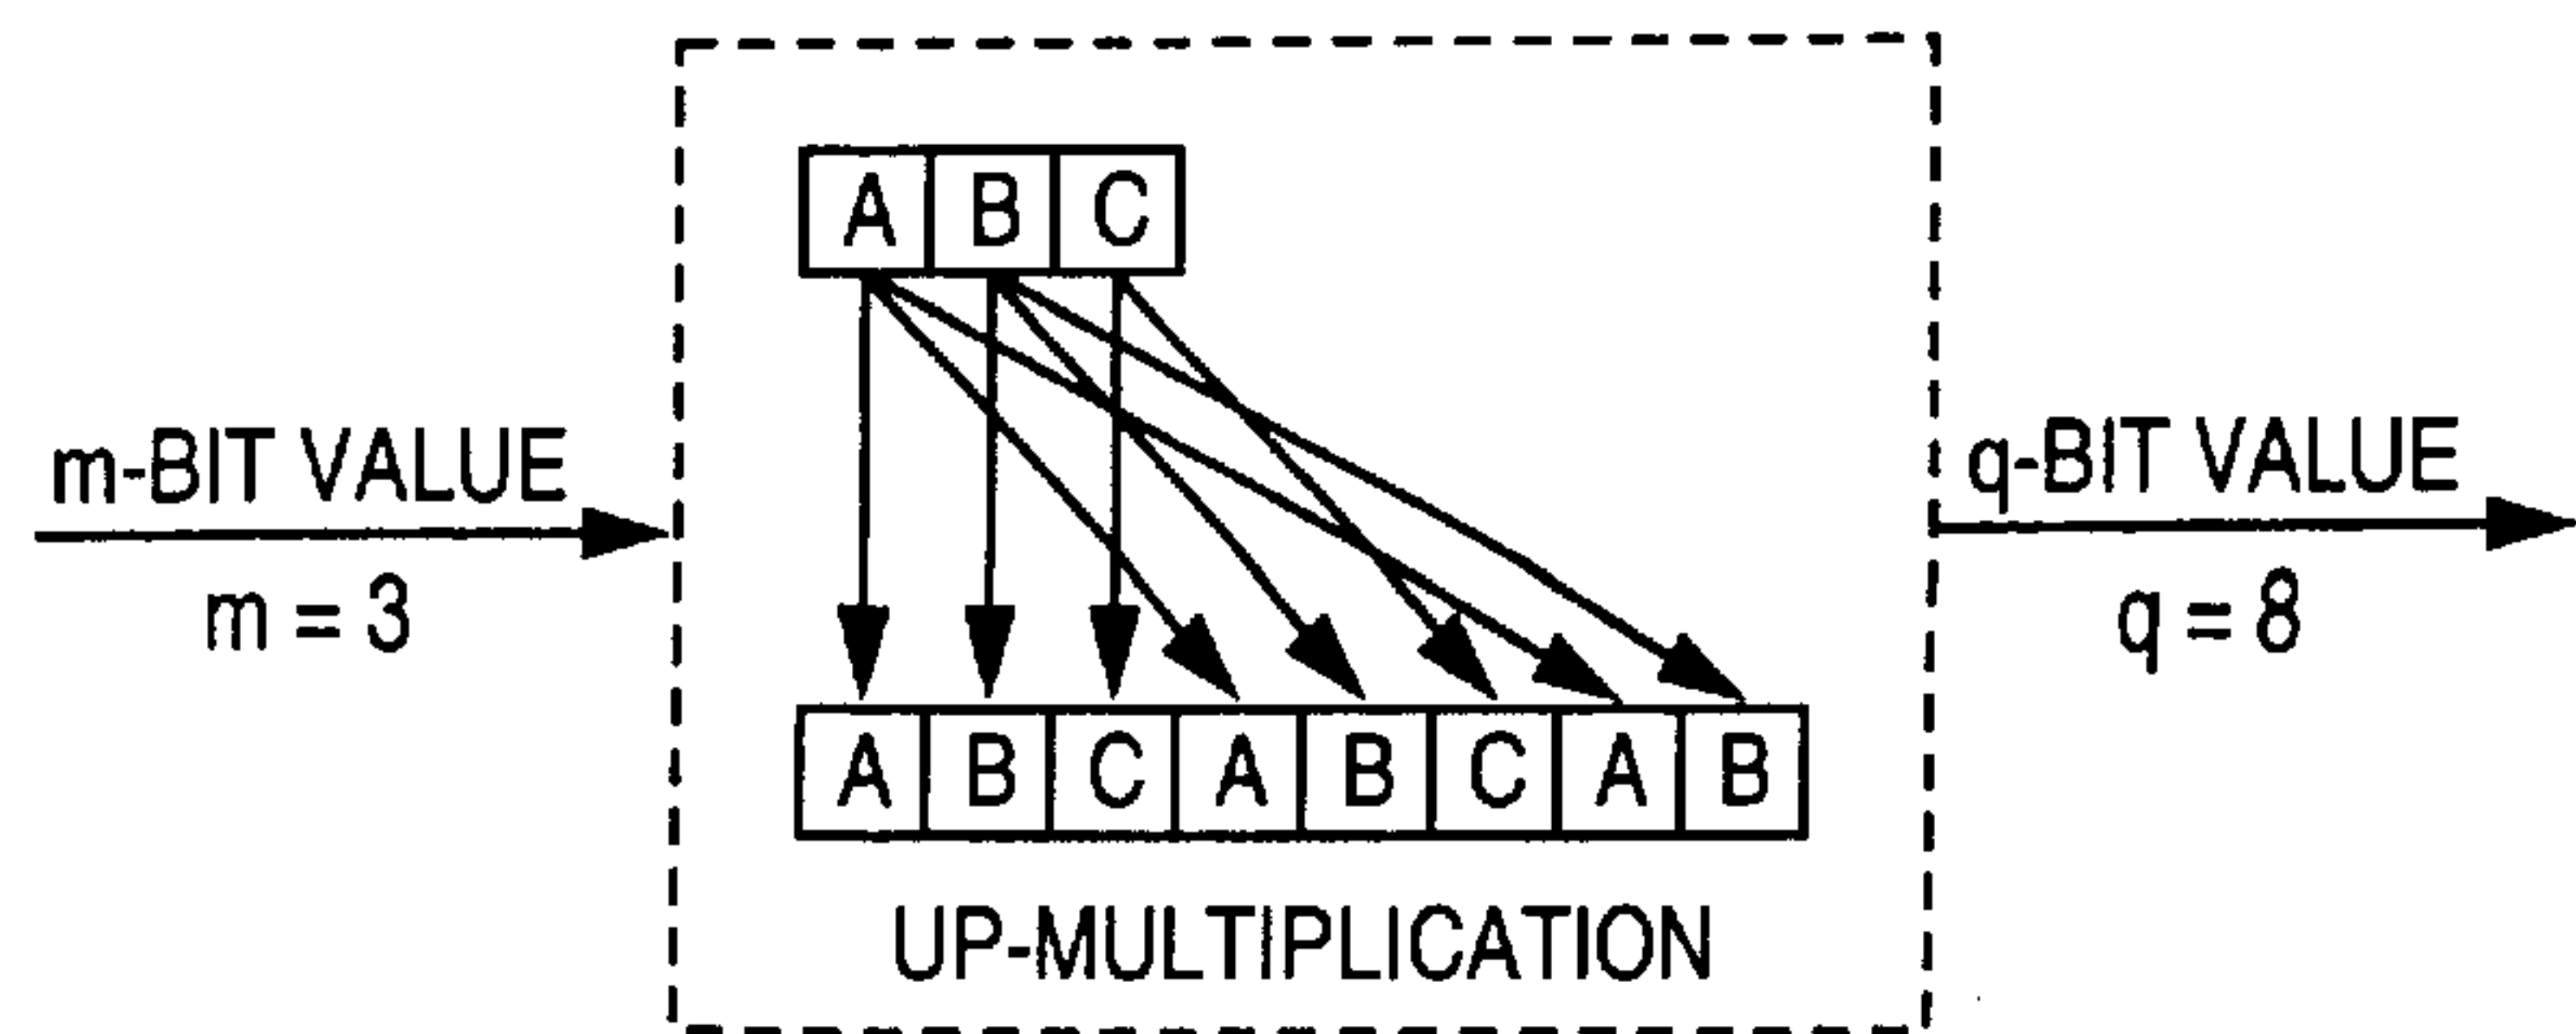 A B C
m-BIT VALUE
m = 3
q-BIT VALUE
q = 8
A B C A B C A B
UP-MULTIPLICATION